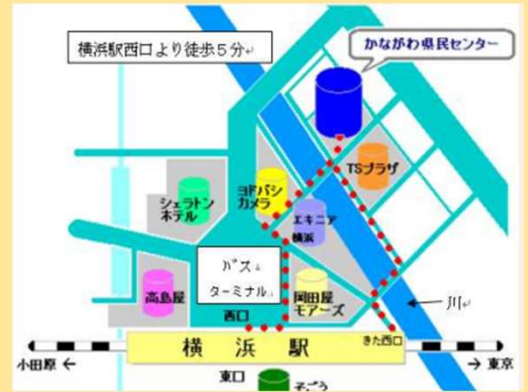 横浜駅西口より徒歩5分
かながわ県民センター
TSプラザ
ヨドバシ
カメラ
シェラトン
ホテル
エキニア
横浜
バス
ターミナル
高島屋
岡田屋
モアーズ
川
西口
きた西口
横浜駅
小田原 ←
→ 東京
東口
そごう